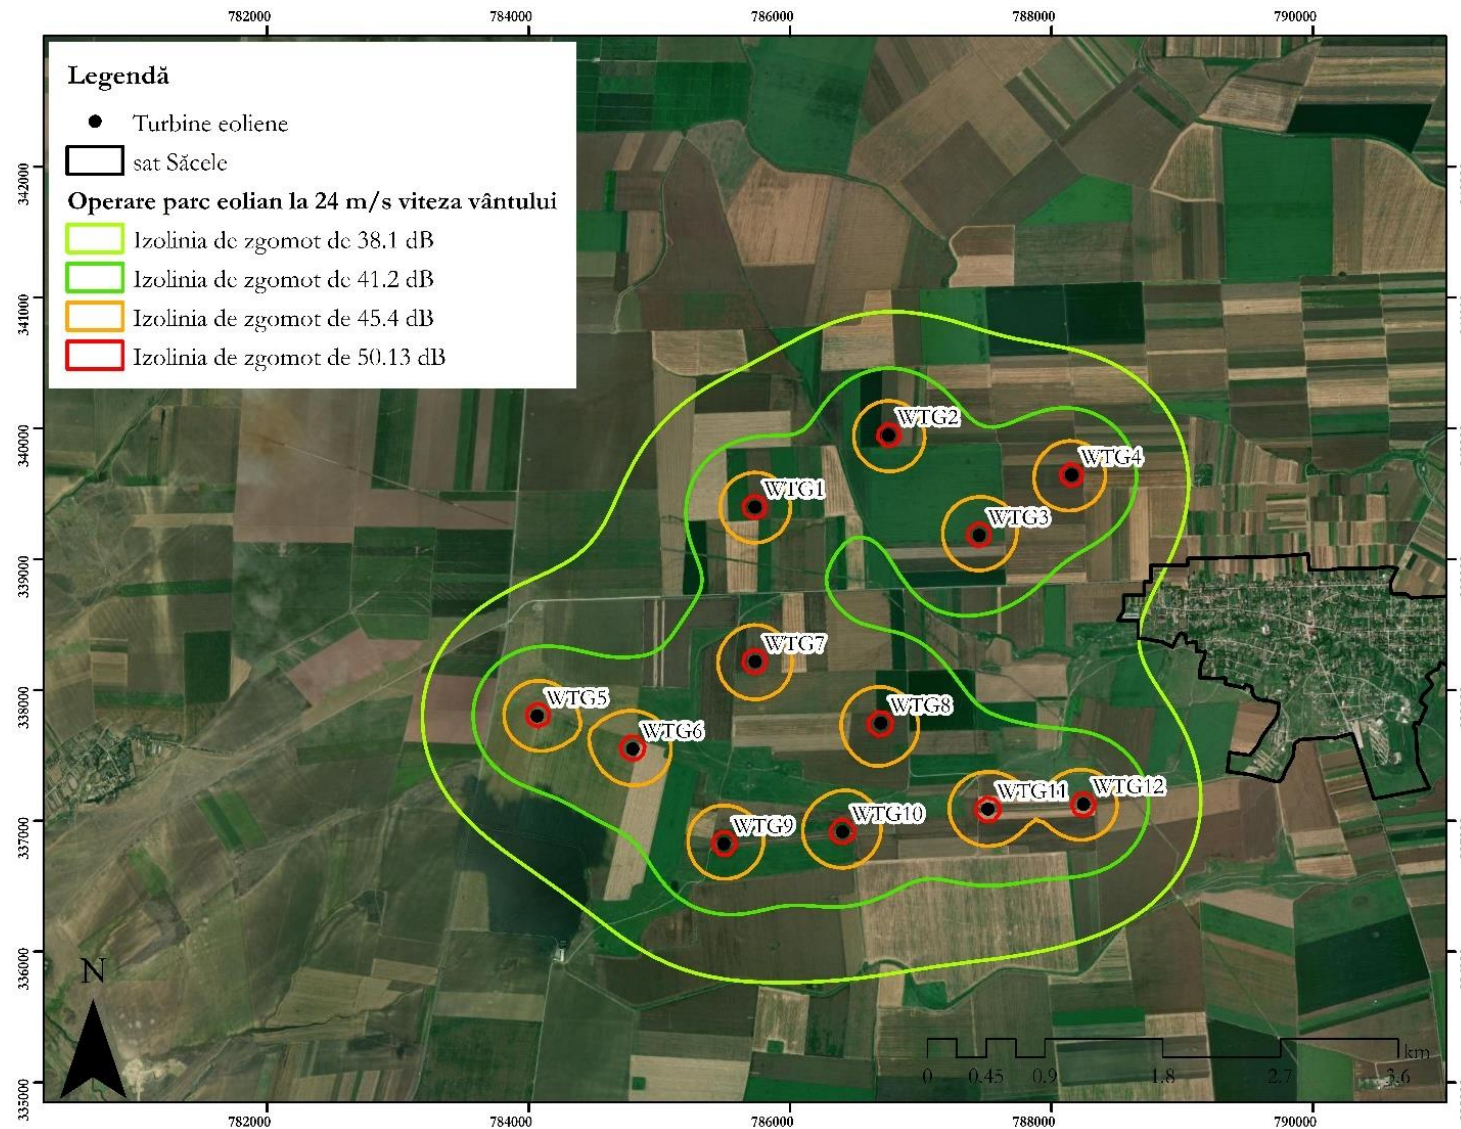 782000 784000 786000 788000 790000
Legendă
Turbine eoliene
sat Săcele
Operare parc eolian la 24 m/s viteza vântului
Izolinia de zgomot de 38.1 dB
Izolinia de zgomot de 41.2 dB
Izolinia de zgomot de 45.4 dB
Izolinia de zgomot de 50.13 dB
342000
341000
340000
339000
338000
337000
336000
335000
WTG2
WTG4
WTG1
WTG3
WTG7
WTG5
WTG8
WTG6
WTG12
WTG11
WTG10
WTG9
N
km
0 0.45 0.9 1.8 2.7 3.6
782000 784000 786000 788000 790000